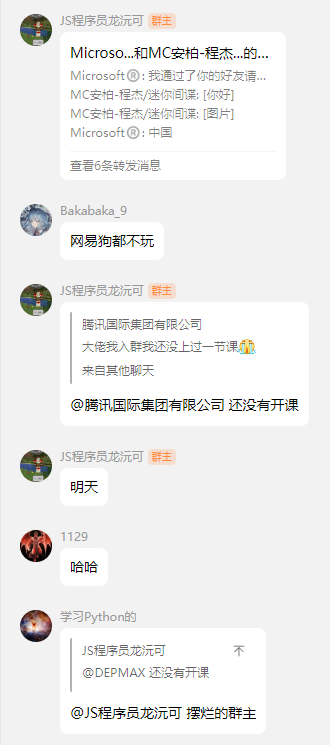 JS程序员龙沅可 群主
Microso...和MC安柏-程杰...的...
Microsoft®: 我通过了你的好友请...
MC安柏-程杰/迷你间谍: [你好]
MC安柏-程杰/迷你间谍: [图片]
Microsoft®: 中国
查看6条转发消息
Bakabaka_9
网易狗都不玩
JS程序员龙沅可 群主
腾讯国际集团有限公司
大佬我入群我还没上过一节课😭
来自其他聊天
@腾讯国际集团有限公司 还没有开课
JS程序员龙沅可 群主
明天
1129
哈哈
学习Python的
JS程序员龙沅可
@DEPMAX 还没有开课
@JS程序员龙沅可 摆烂的群主